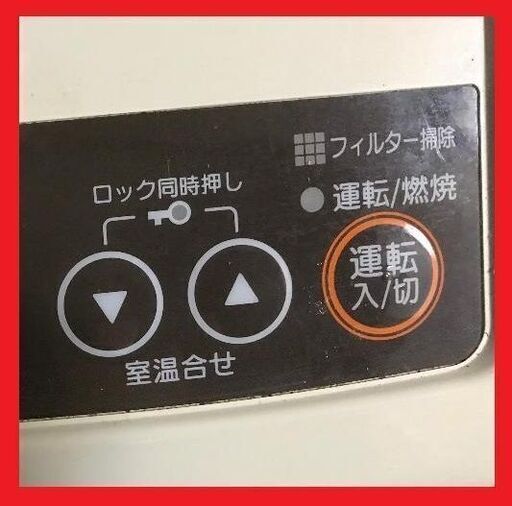 フィルター掃除
ロック同時押し
運転/燃焼
運転
入/切
室温合せ